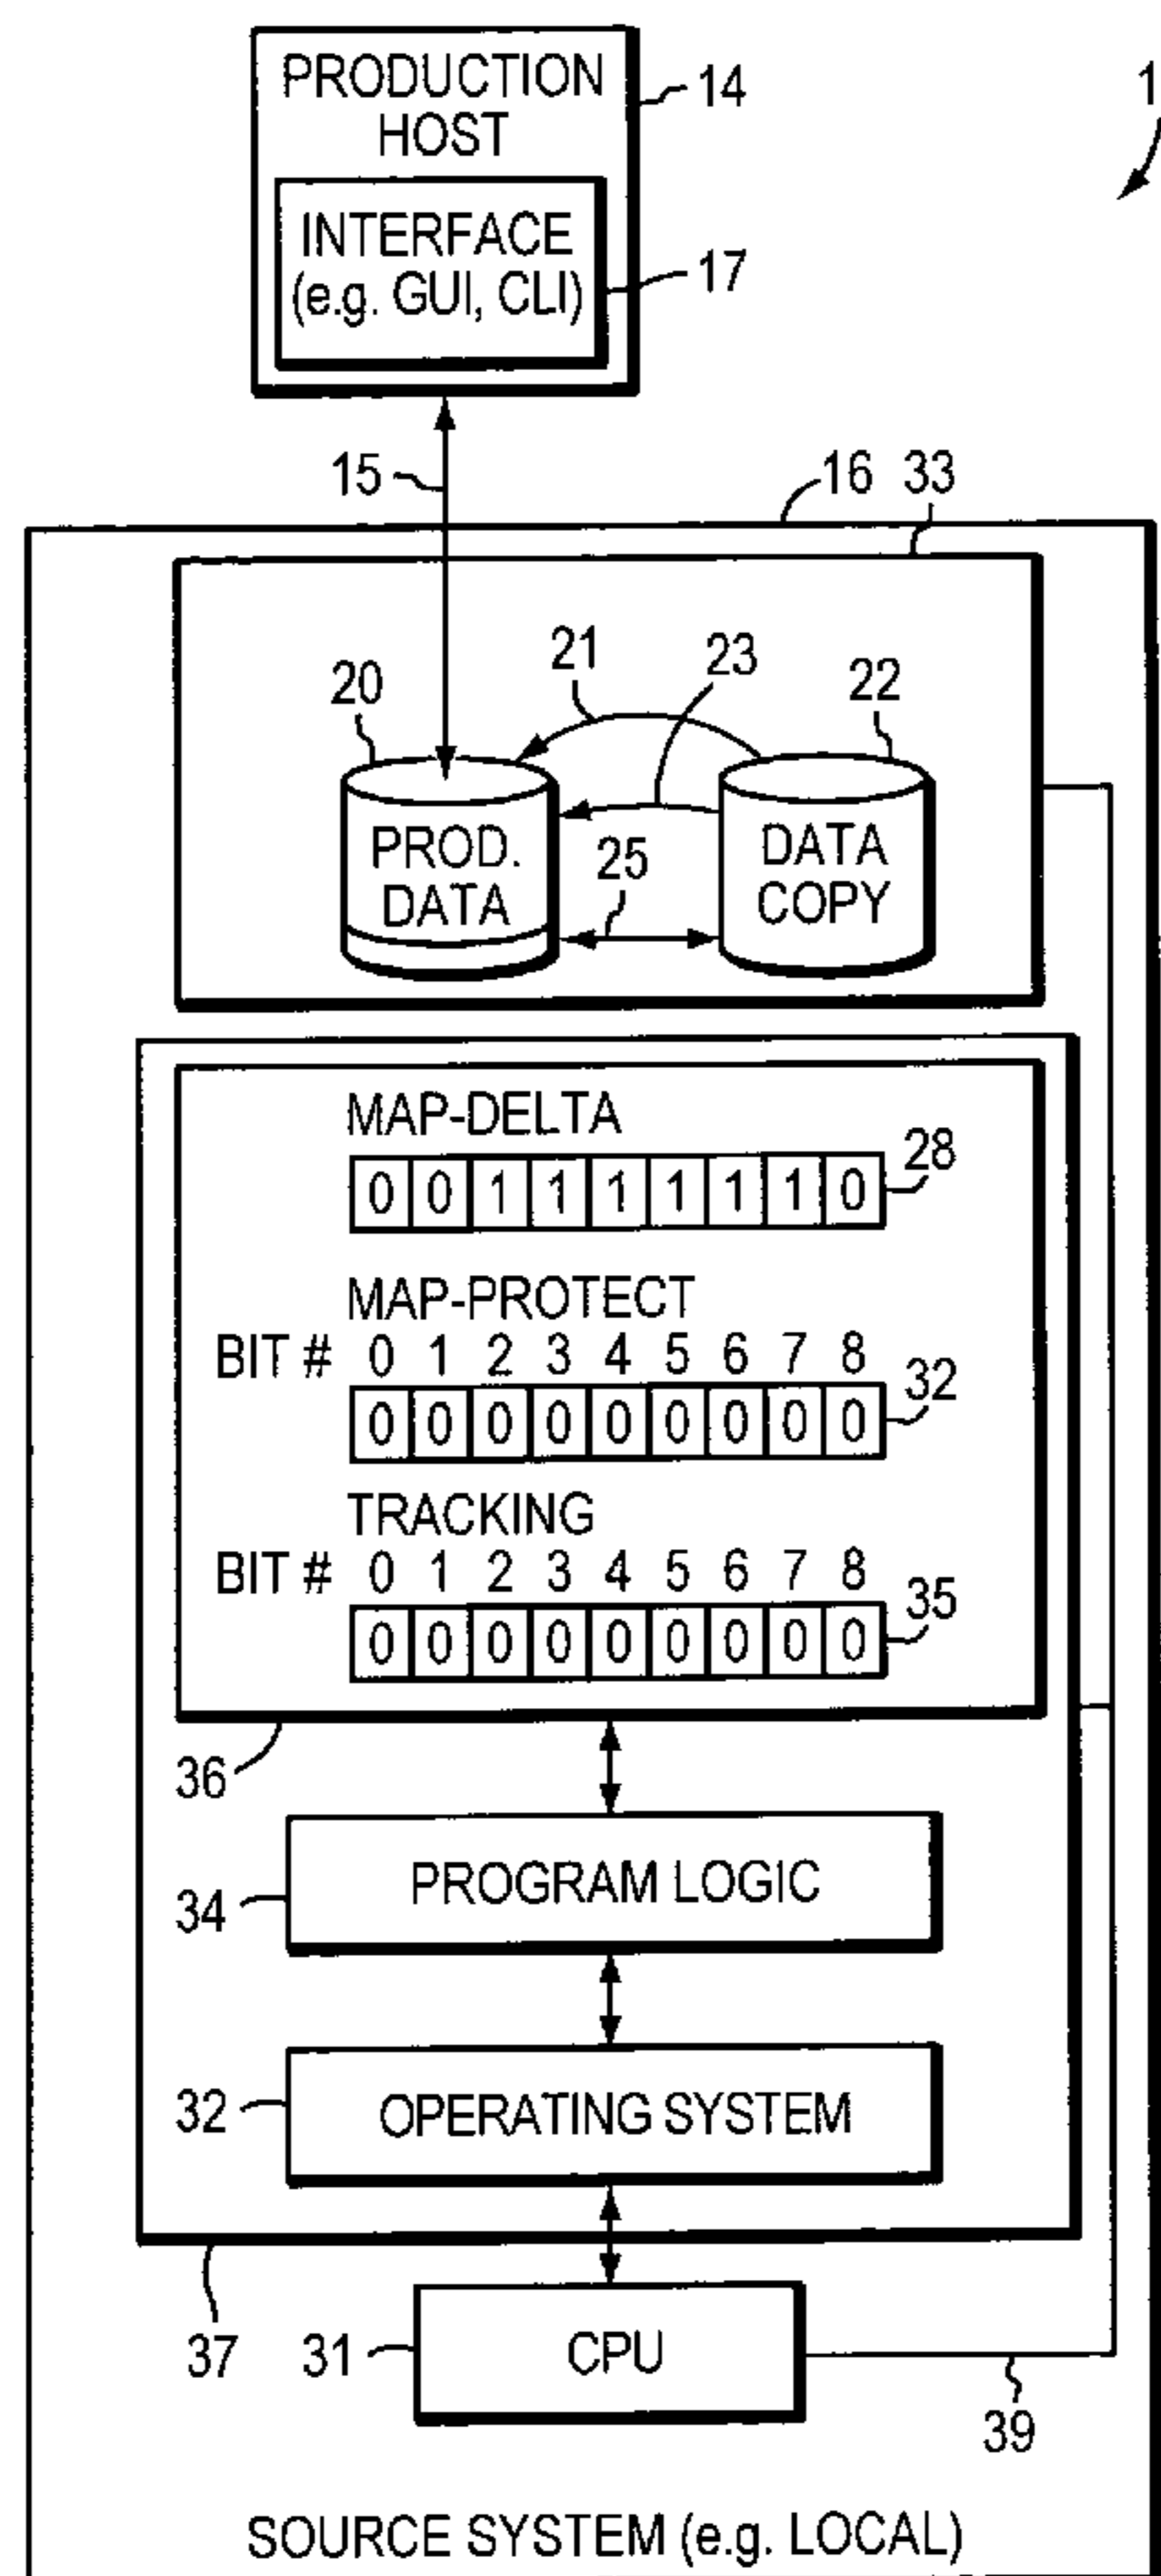 PRODUCTION
HOST
14
1
INTERFACE
(e.g. GUI, CLI)
17
15
16 33
21 23
20 22
PROD.
DATA
25
DATA
COPY
MAP-DELTA
0 0 1 1 1 1 1 1 0
28
MAP-PROTECT
BIT # 0 1 2 3 4 5 6 7 8
0 0 0 0 0 0 0 0 0
32
TRACKING
BIT # 0 1 2 3 4 5 6 7 8
0 0 0 0 0 0 0 0 0
35
36
PROGRAM LOGIC
34
OPERATING SYSTEM
32
37
31
CPU
39
SOURCE SYSTEM (e.g. LOCAL)